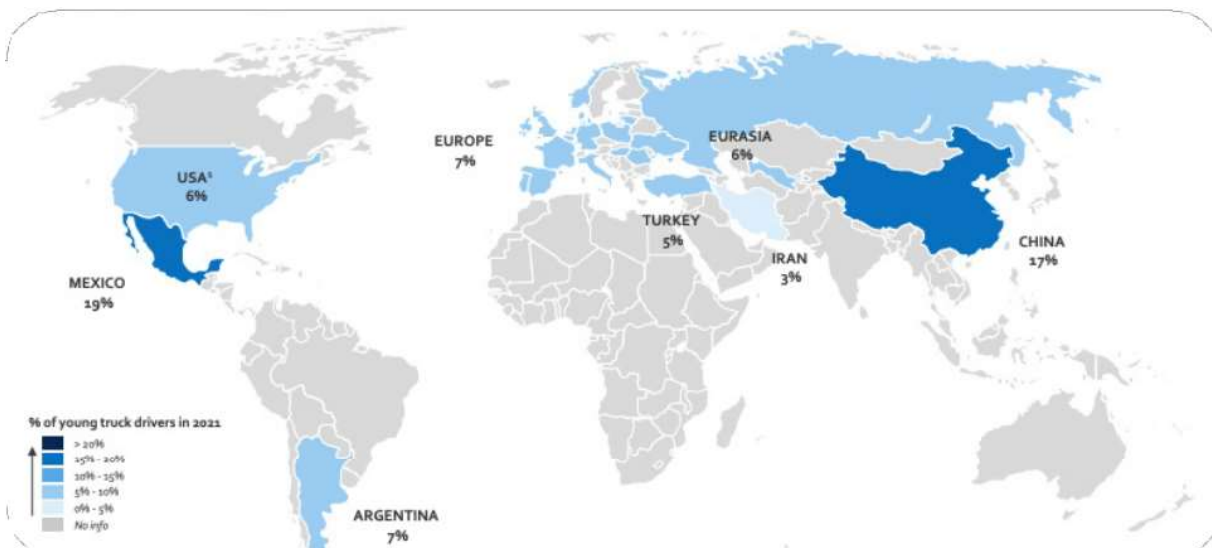 EUROPE
7%
EURASIA
6%
USA⁵
6%
TURKEY
5%
IRAN
3%
CHINA
17%
MEXICO
19%
% of young truck drivers in 2021
> 20%
15% - 20%
10% - 15%
5% - 10%
0% - 5%
No info
ARGENTINA
7%